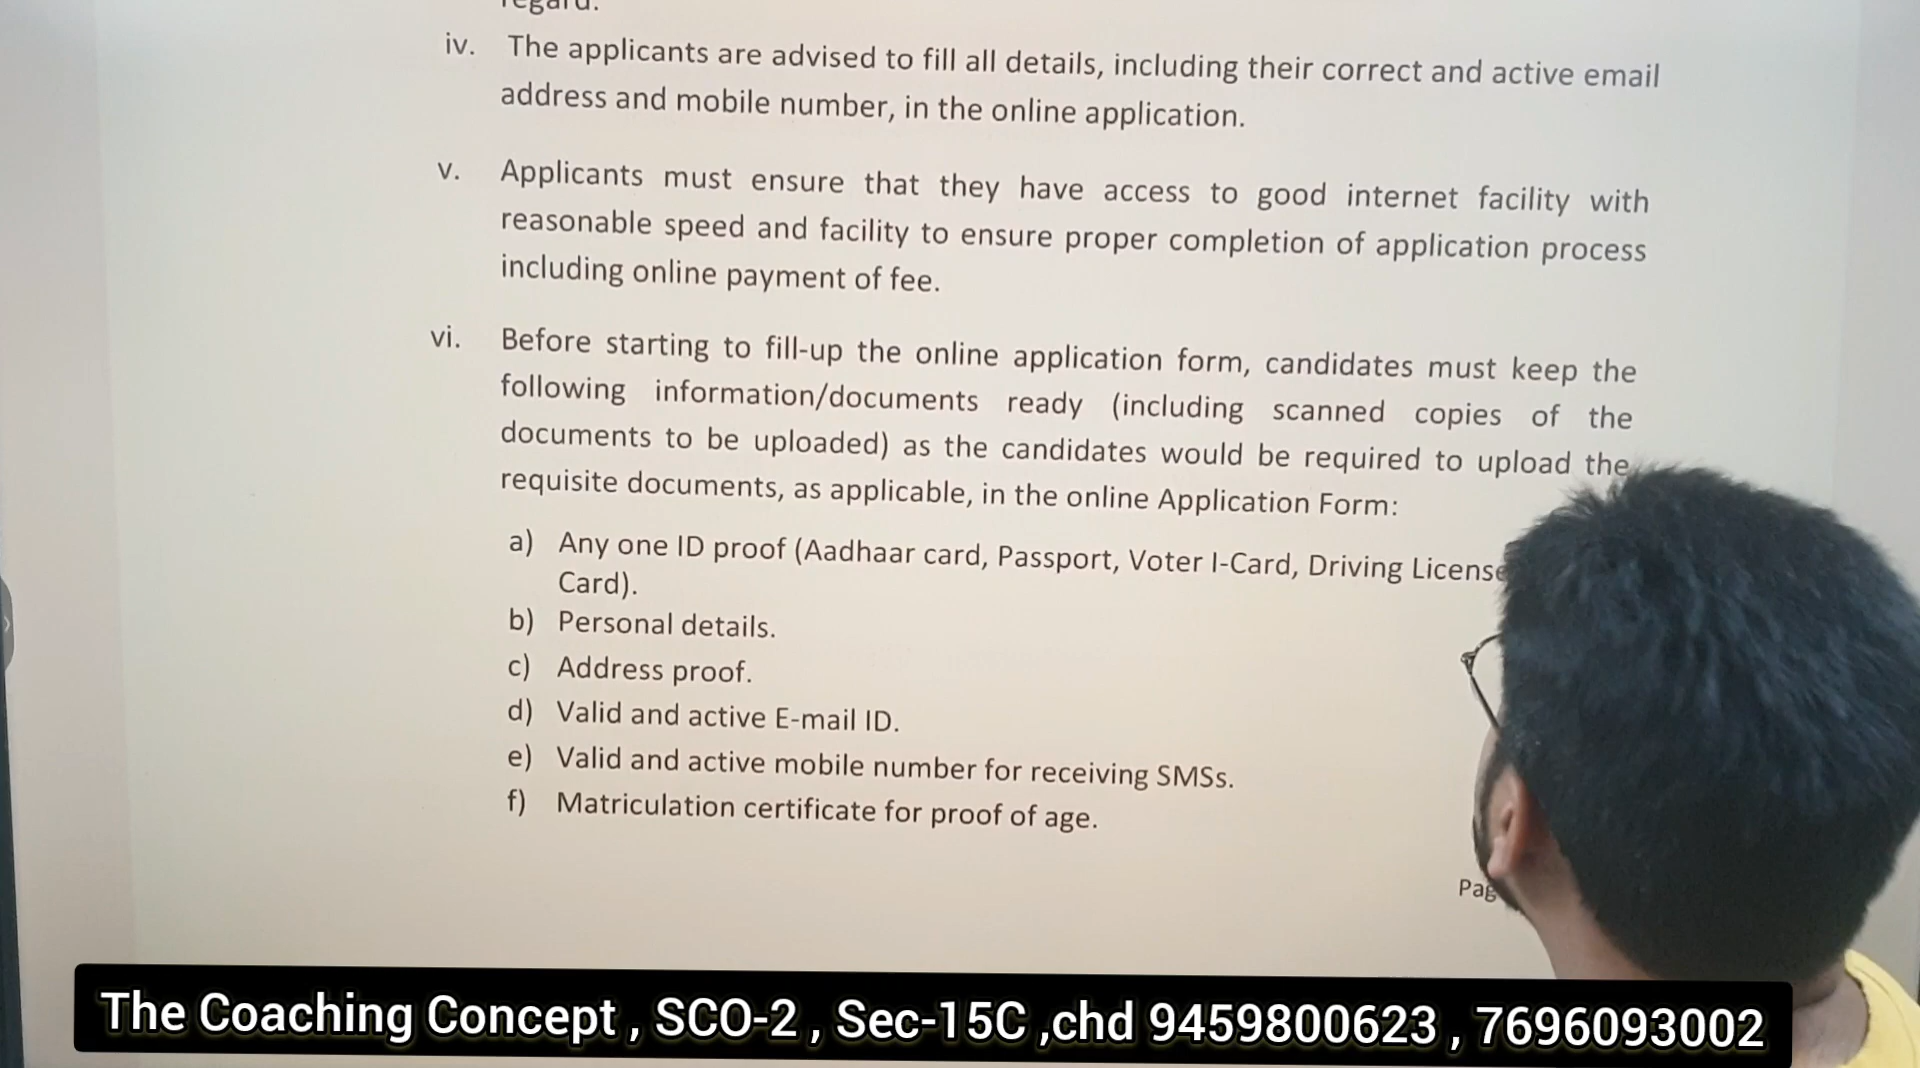 regard.
iv. The applicants are advised to fill all details, including their correct and active email
address and mobile number, in the online application.
v. Applicants must ensure that they have access to good internet facility with
reasonable speed and facility to ensure proper completion of application process
including online payment of fee.
vi. Before starting to fill-up the online application form, candidates must keep the
following information/documents ready (including scanned copies of the
documents to be uploaded) as the candidates would be required to upload the
requisite documents, as applicable, in the online Application Form:
a) Any one ID proof (Aadhaar card, Passport, Voter I-Card, Driving License
Card).
b) Personal details.
c) Address proof.
d) Valid and active E-mail ID.
e) Valid and active mobile number for receiving SMSs.
f) Matriculation certificate for proof of age.
The Coaching Concept , SCO-2 , Sec-15C ,chd 9459800623 , 7696093002